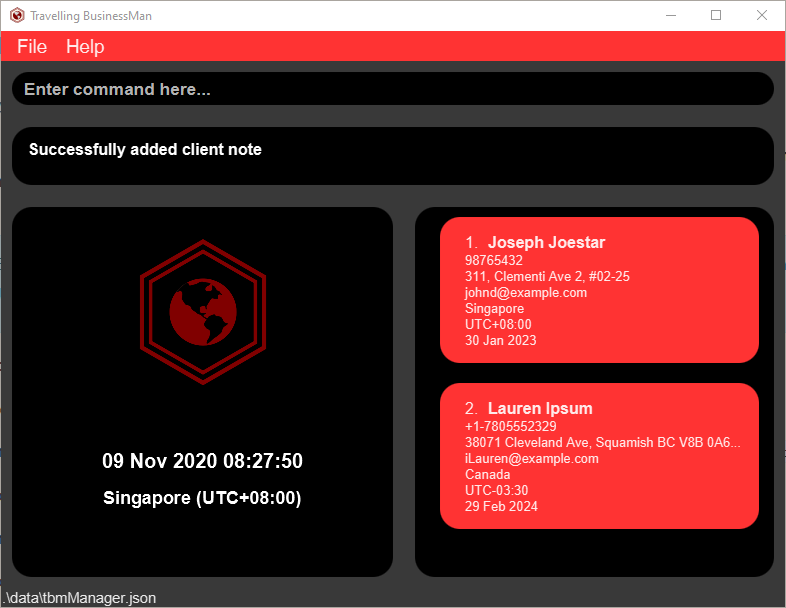 Travelling BusinessMan
File Help
Enter command here...
Successfully added client note
09 Nov 2020 08:27:50
Singapore (UTC+08:00)
1. Joseph Joestar
98765432
311, Clementi Ave 2, #02-25
johnd@example.com
Singapore
UTC+08:00
30 Jan 2023
2. Lauren Ipsum
+1-7805552329
38071 Cleveland Ave, Squamish BC V8B 0A6...
iLauren@example.com
Canada
UTC-03:30
29 Feb 2024
.\data\tbmManager.json